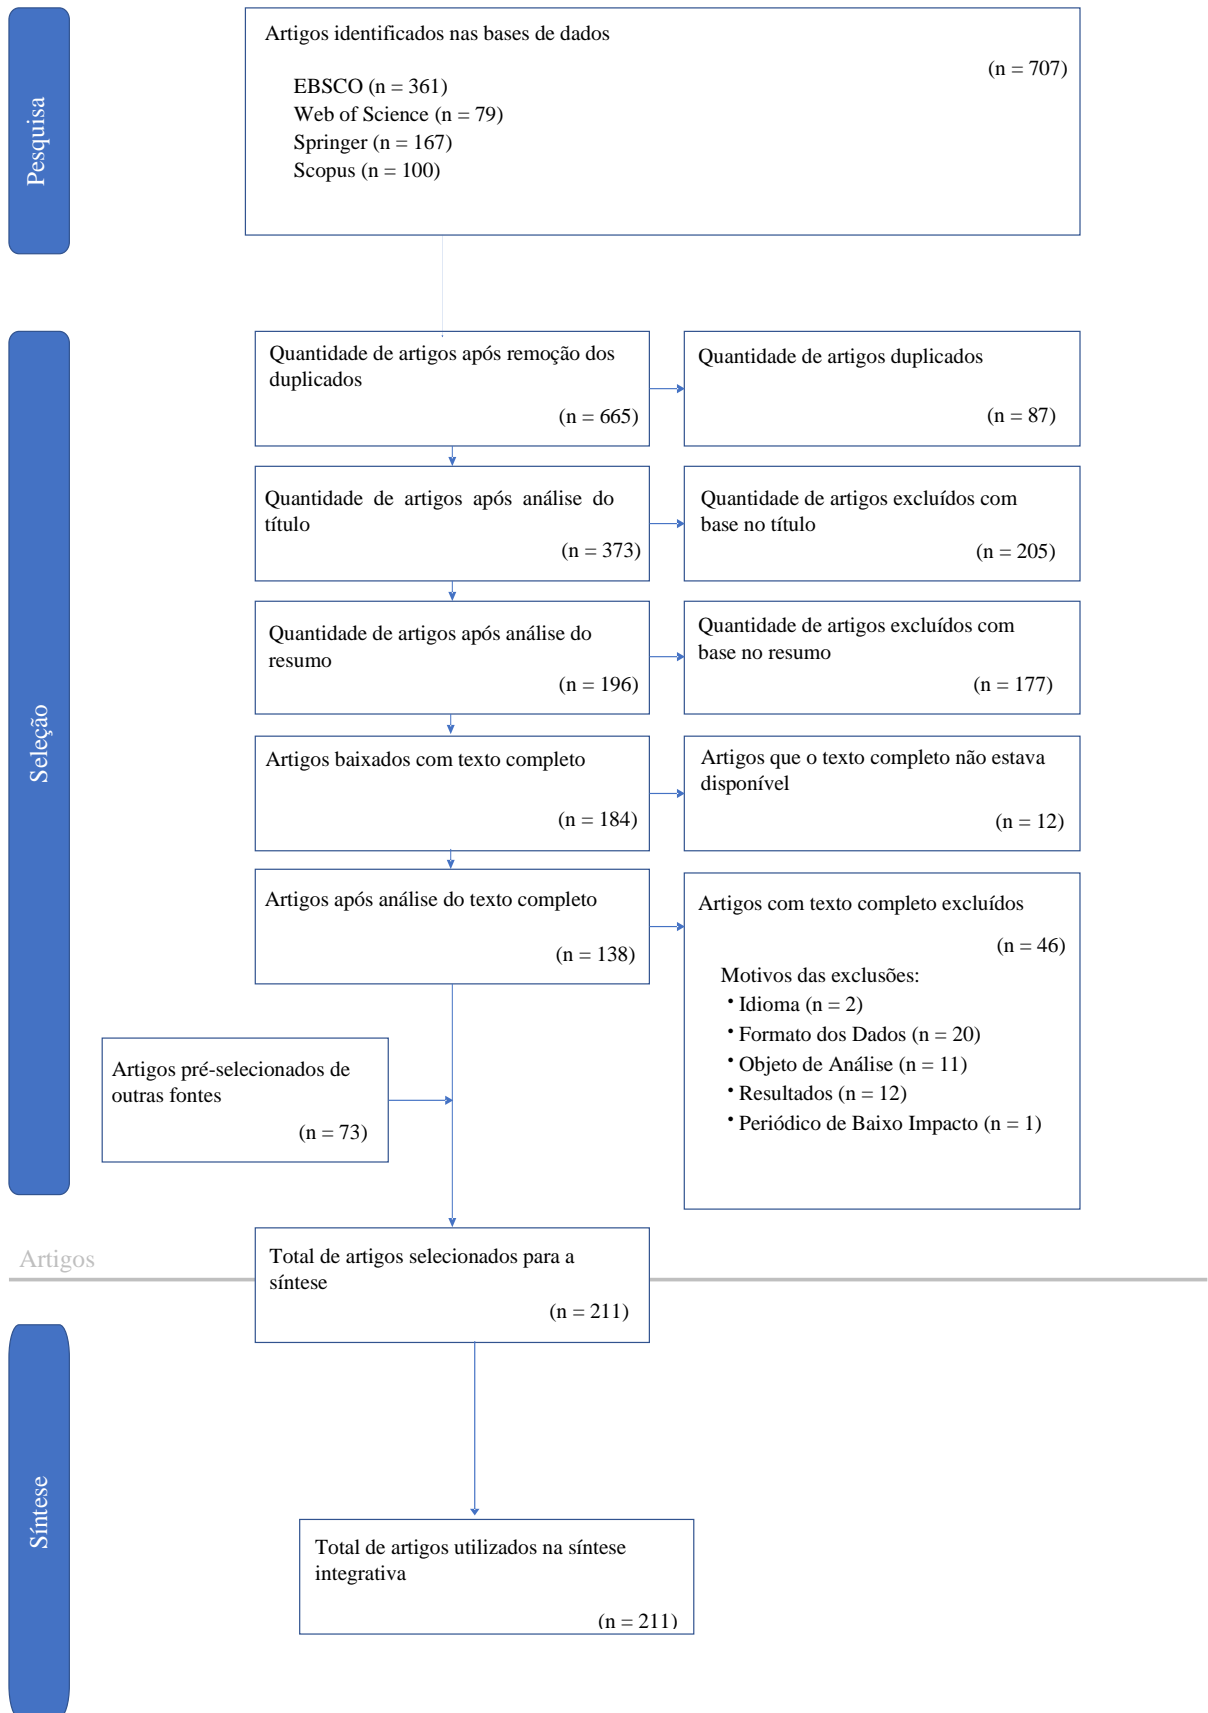 Pesquisa
Artigos identificados nas bases de dados
(n = 707)
EBSCO (n = 361)
Web of Science (n = 79)
Springer (n = 167)
Scopus (n = 100)
Seleção
Quantidade de artigos após remoção dos
duplicados
(n = 665)
Quantidade de artigos duplicados
(n = 87)
Quantidade de artigos após análise do
título
(n = 373)
Quantidade de artigos excluídos com
base no título
(n = 205)
Quantidade de artigos após análise do
resumo
(n = 196)
Quantidade de artigos excluídos com
base no resumo
(n = 177)
Artigos baixados com texto completo
(n = 184)
Artigos que o texto completo não estava
disponível
(n = 12)
Artigos após análise do texto completo
(n = 138)
Artigos com texto completo excluídos
(n = 46)
Motivos das exclusões:
• Idioma (n = 2)
• Formato dos Dados (n = 20)
• Objeto de Análise (n = 11)
• Resultados (n = 12)
• Periódico de Baixo Impacto (n = 1)
Artigos pré-selecionados de
outras fontes
(n = 73)
Artigos
Total de artigos selecionados para a
síntese
(n = 211)
Síntese
Total de artigos utilizados na síntese
integrativa
(n = 211)